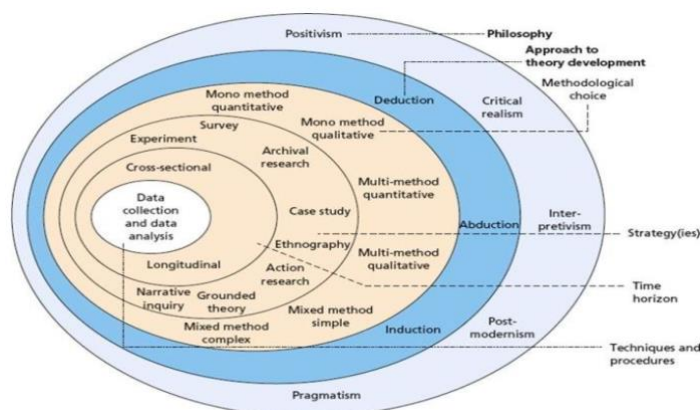 Positivism
Philosophy
Approach to
theory development
Methodological
choice
Mono method
quantitative
Deduction
Critical
realism
Survey
Mono method
qualitative
Experiment
Archival
research
Cross-sectional
Multi-method
quantitative
Data
collection
and data
analysis
Case study
Abduction
Inter-
pretivism
Strategy(ies)
Ethnography
Multi-method
qualitative
Longitudinal
Action
research
Time
horizon
Narrative
inquiry
Grounded
theory
Mixed method
simple
Mixed method
complex
Induction
Post-
modernism
Techniques and
procedures
Pragmatism